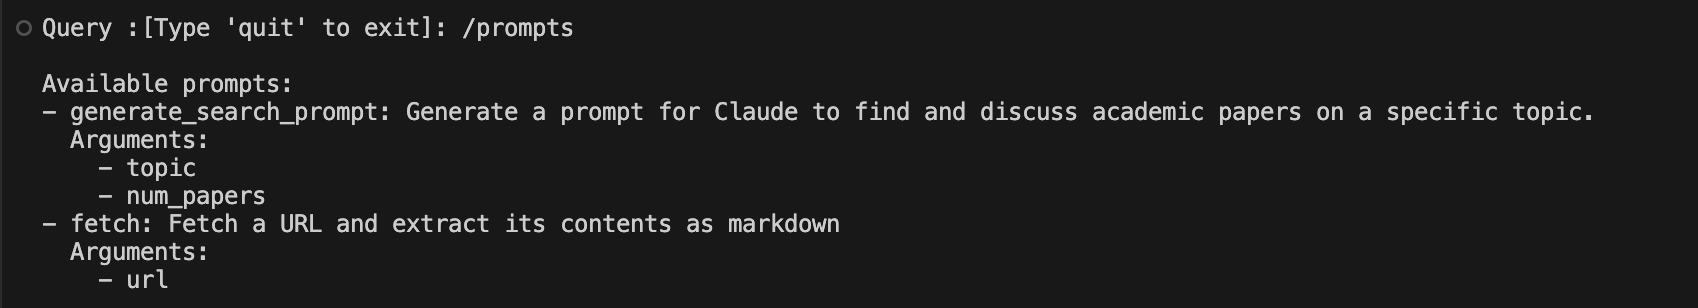 Query :[Type 'quit' to exit]: /prompts
Available prompts:
- generate_search_prompt: Generate a prompt for Claude to find and discuss academic papers on a specific topic.
Arguments:
- topic
- num_papers
- fetch: Fetch a URL and extract its contents as markdown
Arguments:
- url